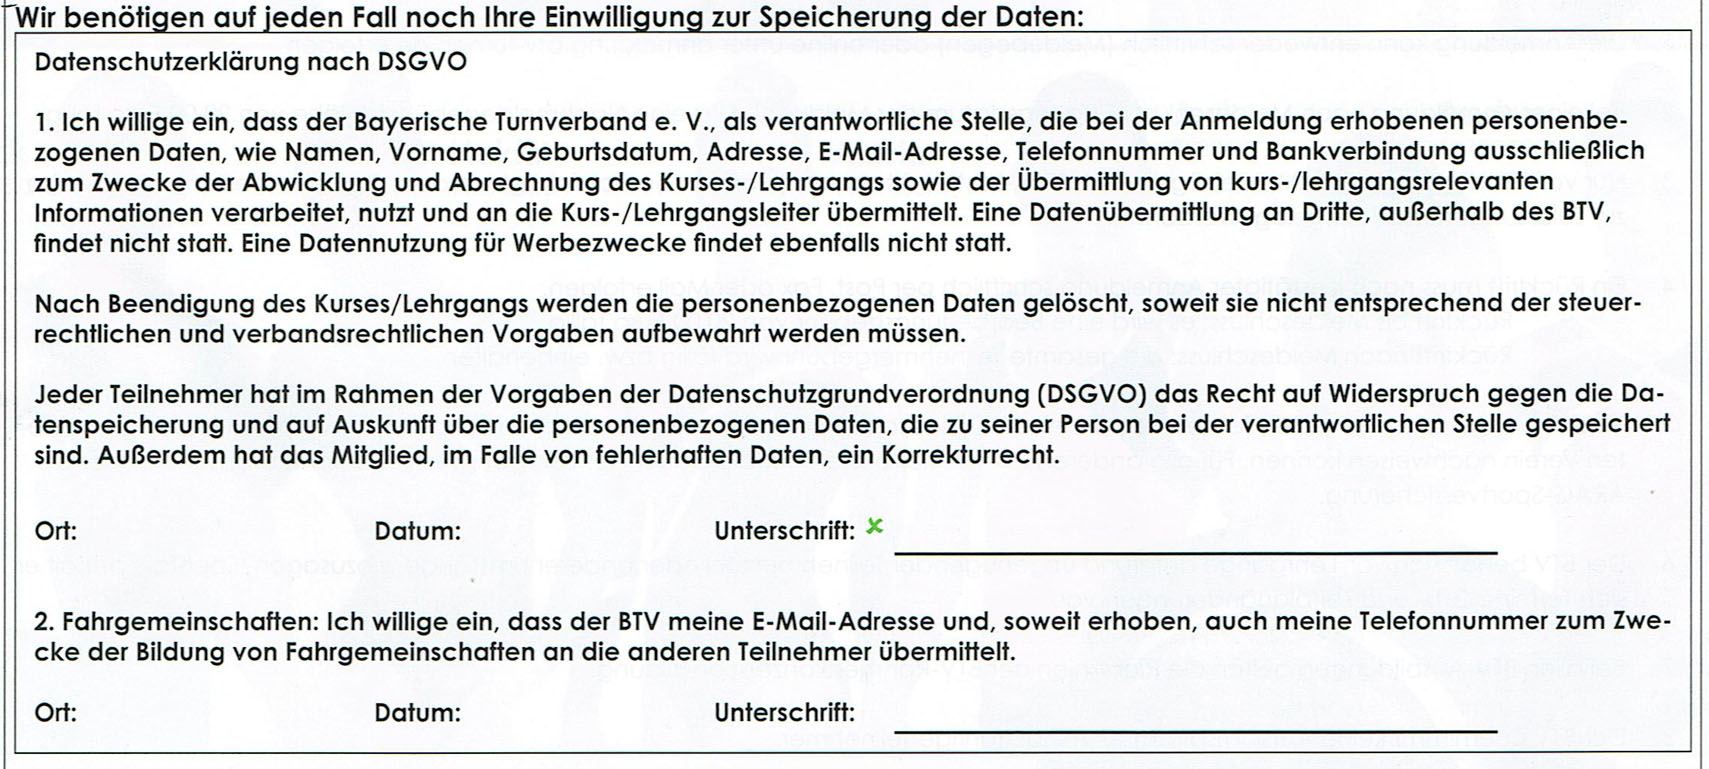 Wir benötigen auf jeden Fall noch Ihre Einwilligung zur Speicherung der Daten:
Datenschutzerklärung nach DSGVO
1. Ich willige ein, dass der Bayerische Turnverband e. V., als verantwortliche Stelle, die bei der Anmeldung erhobenen personenbe-
zogenen Daten, wie Namen, Vorname, Geburtsdatum, Adresse, E-Mail-Adresse, Telefonnummer und Bankverbindung ausschließlich
zum Zwecke der Abwicklung und Abrechnung des Kurses-/Lehrgangs sowie der Übermittlung von kurs-/lehrgangsrelevanten
Informationen verarbeitet, nutzt und an die Kurs-/Lehrgangsleiter übermittelt. Eine Datenübermittlung an Dritte, außerhalb des BTV,
findet nicht statt. Eine Datennutzung für Werbezwecke findet ebenfalls nicht statt.
Nach Beendigung des Kurses/Lehrgangs werden die personenbezogenen Daten gelöscht, soweit sie nicht entsprechend der steuer-
rechtlichen und verbandsrechtlichen Vorgaben aufbewahrt werden müssen.
Jeder Teilnehmer hat im Rahmen der Vorgaben der Datenschutzgrundverordnung (DSGVO) das Recht auf Widerspruch gegen die Da-
tenspeicherung und auf Auskunft über die personenbezogenen Daten, die zu seiner Person bei der verantwortlichen Stelle gespeichert
sind. Außerdem hat das Mitglied, im Falle von fehlerhaften Daten, ein Korrekturrecht.
Ort: Datum: Unterschrift: x
2. Fahrgemeinschaften: Ich willige ein, dass der BTV meine E-Mail-Adresse und, soweit erhoben, auch meine Telefonnummer zum Zwe-
cke der Bildung von Fahrgemeinschaften an die anderen Teilnehmer übermittelt.
Ort: Datum: Unterschrift: